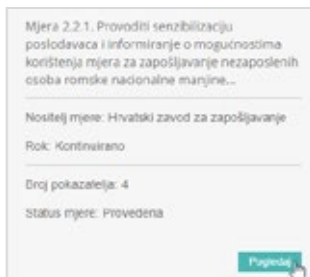 Mjera 2.2.1. Provoditi senzibilizaciju
poslodavaca i informiranje o mogućnostima
korištenja mjera za zapošljavanje nezaposlenih
osoba romske nacionalne manjine...
Nositelj mjere: Hrvatski zavod za zapošljavanje
Rok: Kontinuirano
Broj pokazatelja: 4
Status mjere: Provedena
Pogledaj